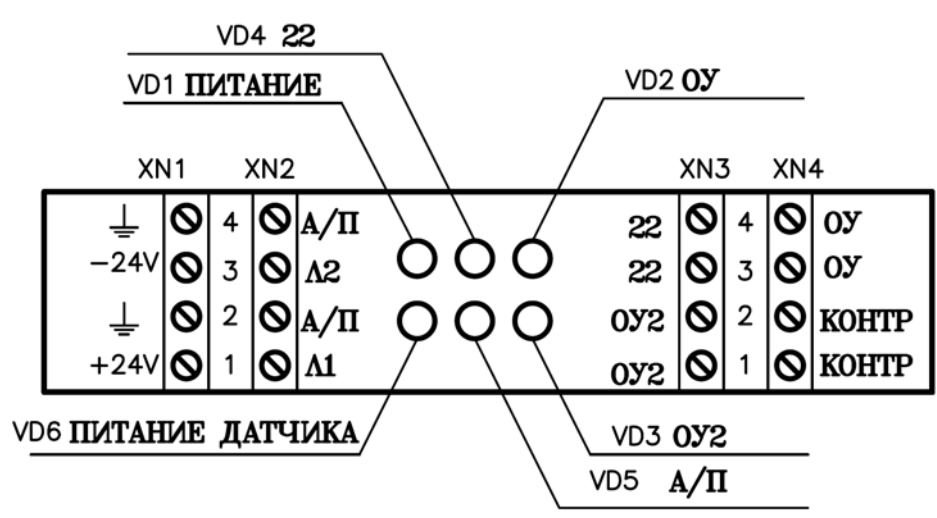 VD4 22
VD1 ПИТАНИЕ
VD2 ОУ
XN1 XN2 XN3 XN4
4 А/П 22 4 ОУ
−24V 3 Л2 22 3 ОУ
2 А/П ОУ2 2 КОНТР
+24V 1 Л1 ОУ2 1 КОНТР
VD6 ПИТАНИЕ ДАТЧИКА
VD3 ОУ2
VD5 А/П